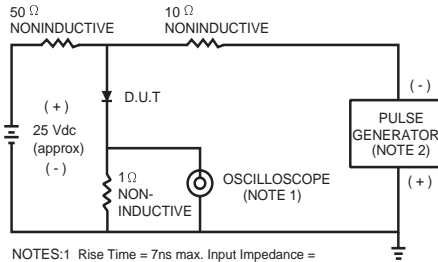 50 Ω
NONINDUCTIVE
10 Ω
NONINDUCTIVE
D.U.T
( + )
25 Vdc
(approx)
( - )
1Ω
NON-
INDUCTIVE
OSCILLOSCOPE
(NOTE 1)
( - )
PULSE
GENERATOR
(NOTE 2)
( + )
NOTES:1 Rise Time = 7ns max. Input Impedance =